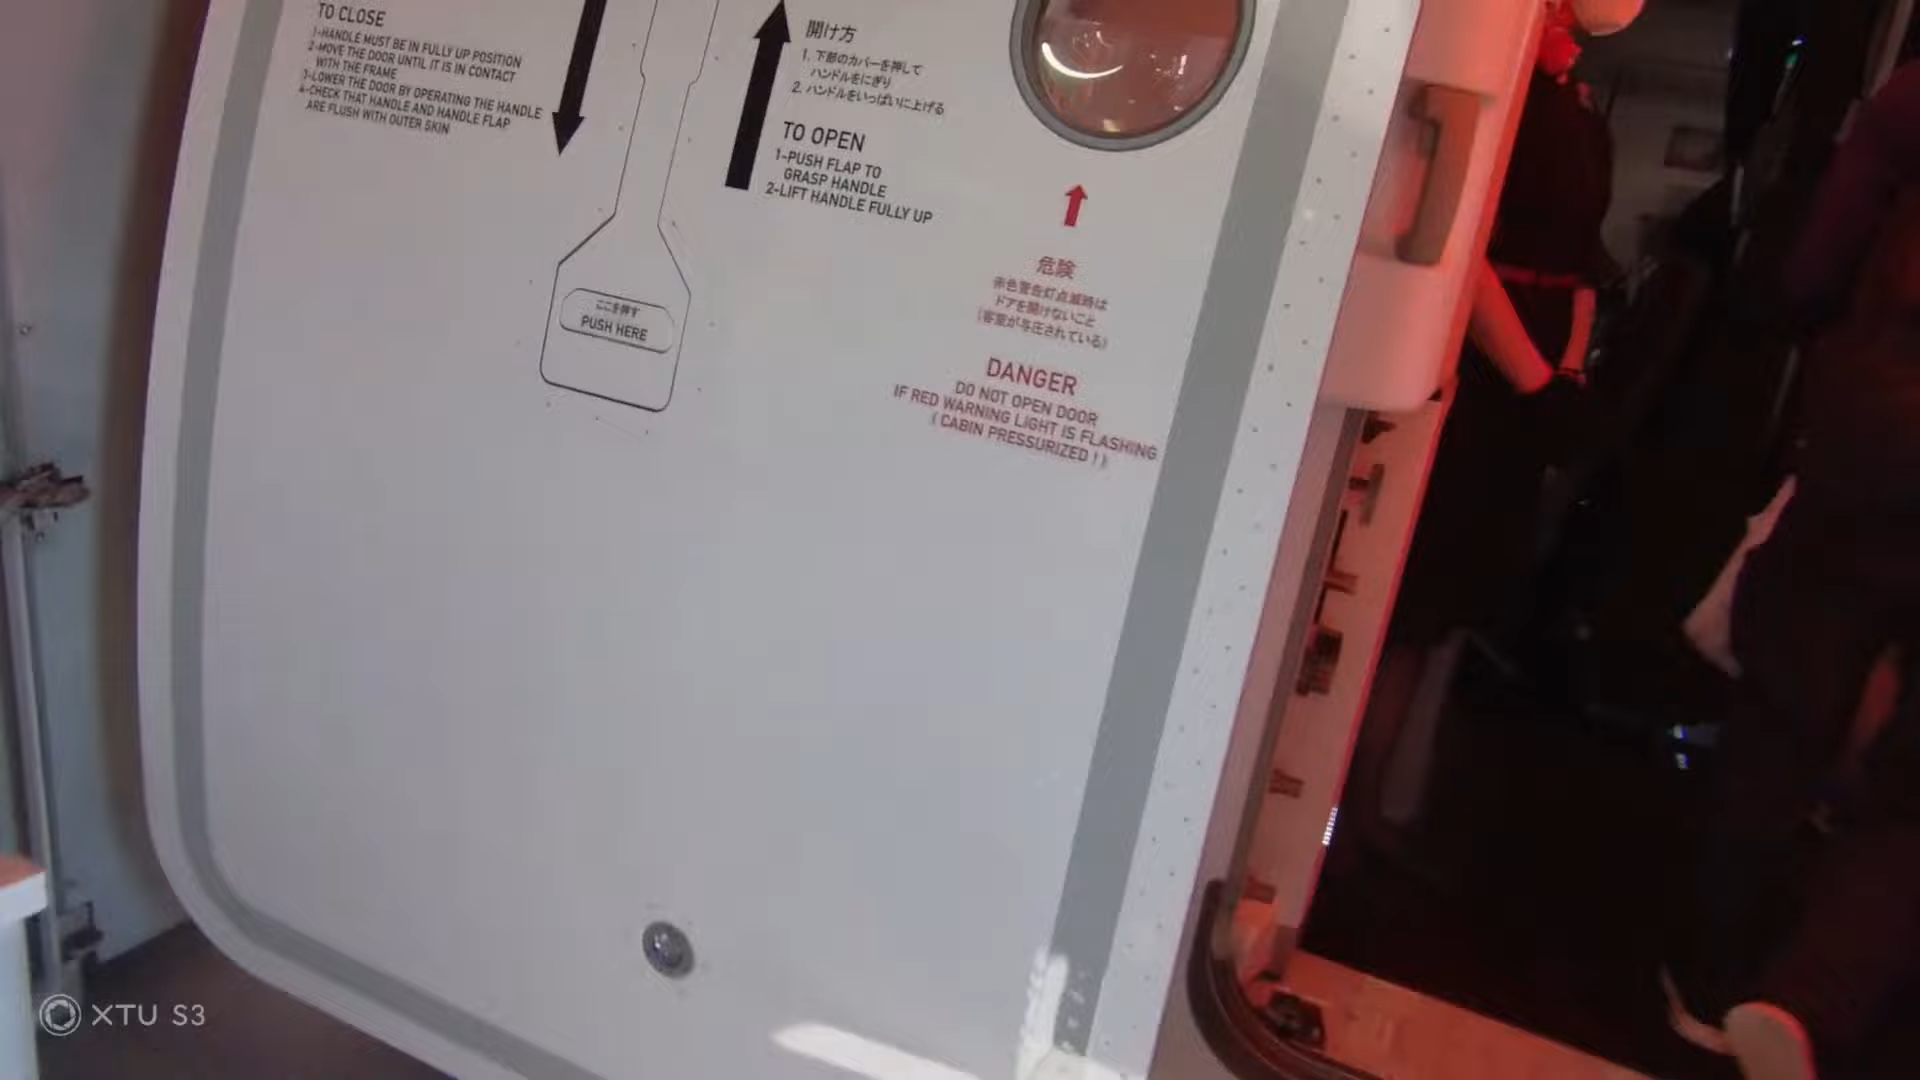 TO CLOSE
1-HANDLE MUST BE IN FULLY UP POSITION
2-MOVE THE DOOR UNTIL IT IS IN CONTACT
WITH THE FRAME
3-LOWER THE DOOR BY OPERATING THE HANDLE
4-CHECK THAT HANDLE AND HANDLE FLAP
ARE FLUSH WITH OUTER SKIN
開け方
1. 下部のカバーを押して
ハンドルをにぎり
2. ハンドルをいっぱいに上げる
TO OPEN
1-PUSH FLAP TO
GRASP HANDLE
2-LIFT HANDLE FULLY UP
ここを押す
PUSH HERE
危険
赤色警告灯点滅時は
ドアを開けないこと
(客室が与圧されている)
DANGER
DO NOT OPEN DOOR
IF RED WARNING LIGHT IS FLASHING
( CABIN PRESSURIZED ! )
XTU S3